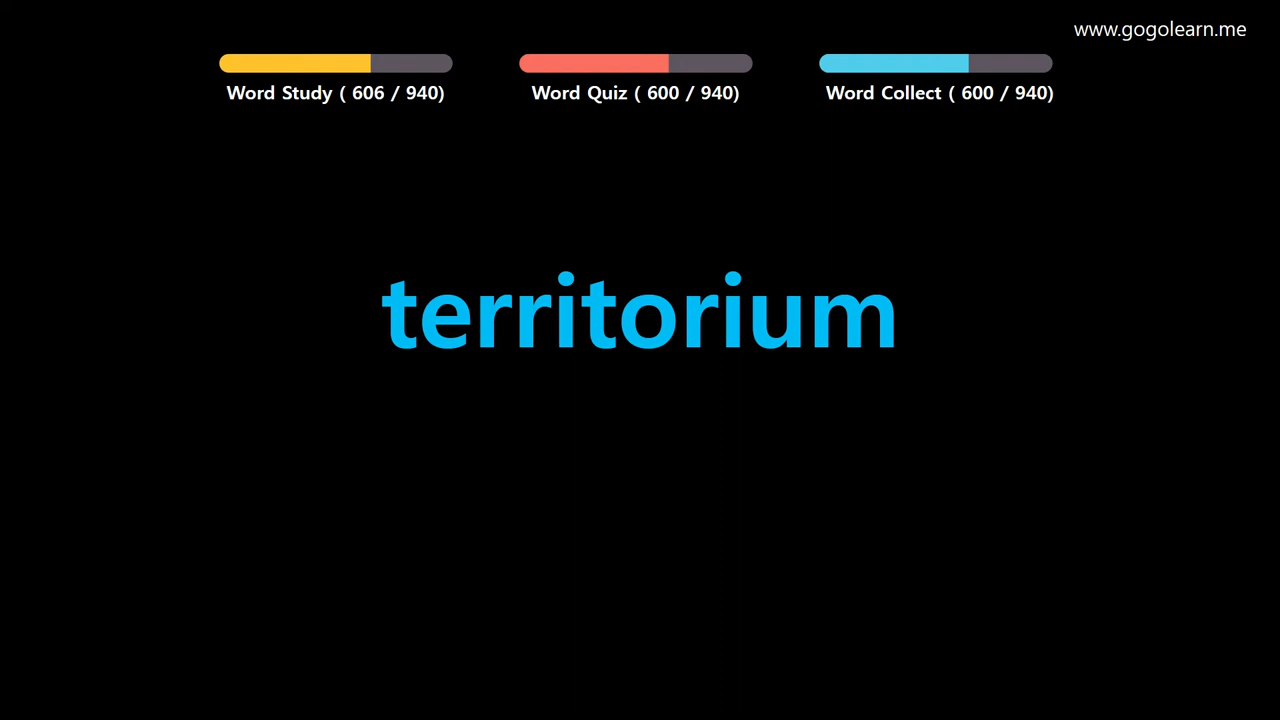 www.gogolearn.me
Word Study ( 606 / 940)
Word Quiz ( 600 / 940)
Word Collect ( 600 / 940)
territorium